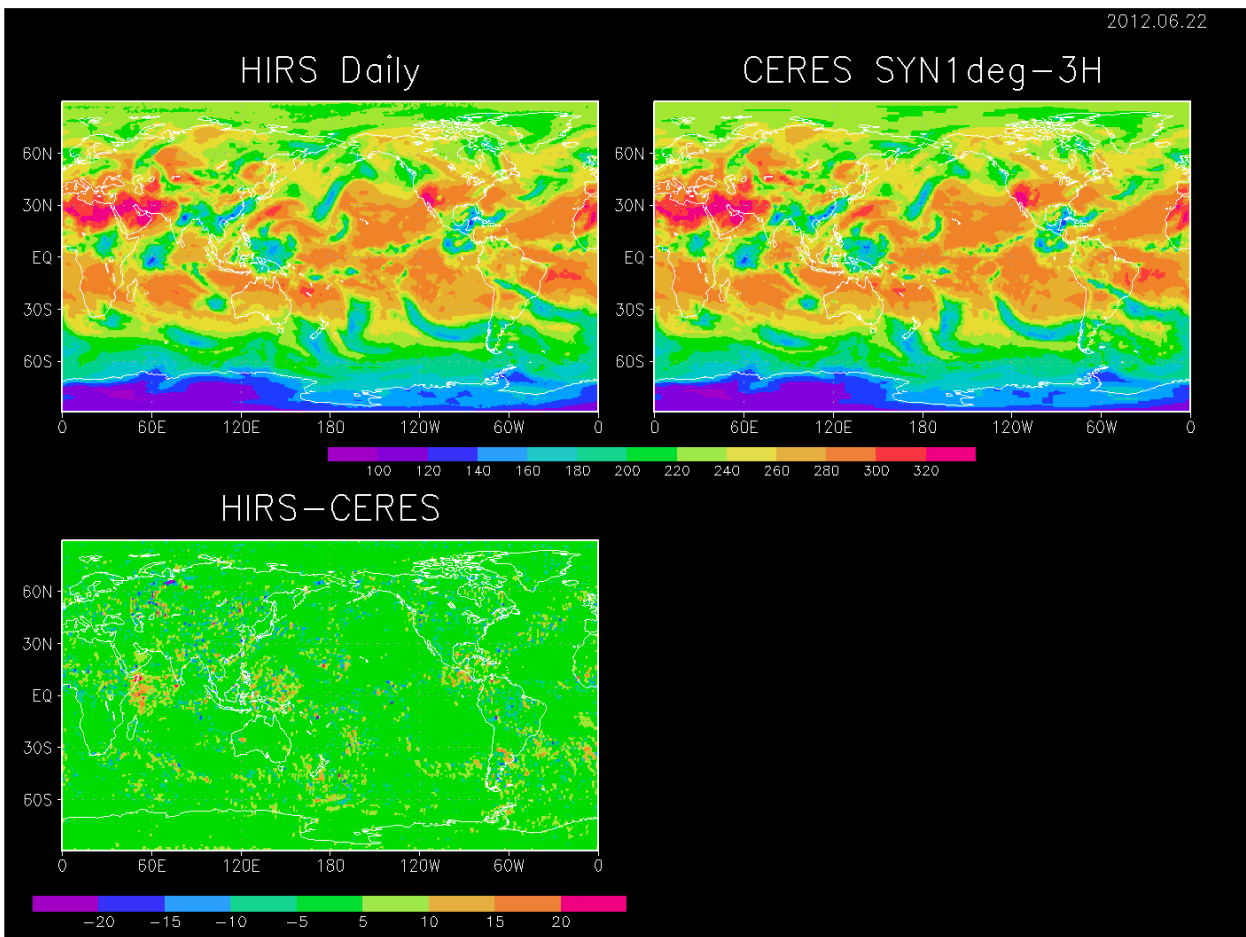 2012.06.22
HIRS Daily
CERES SYN1deg-3H
60N
30N
EQ
30S
60S
0 60E 120E 180 120W 60W 0
60N
30N
EQ
30S
60S
0 60E 120E 180 120W 60W 0
100 120 140 160 180 200 220 240 260 280 300 320
HIRS-CERES
60N
30N
EQ
30S
60S
0 60E 120E 180 120W 60W 0
-20 -15 -10 -5 5 10 15 20